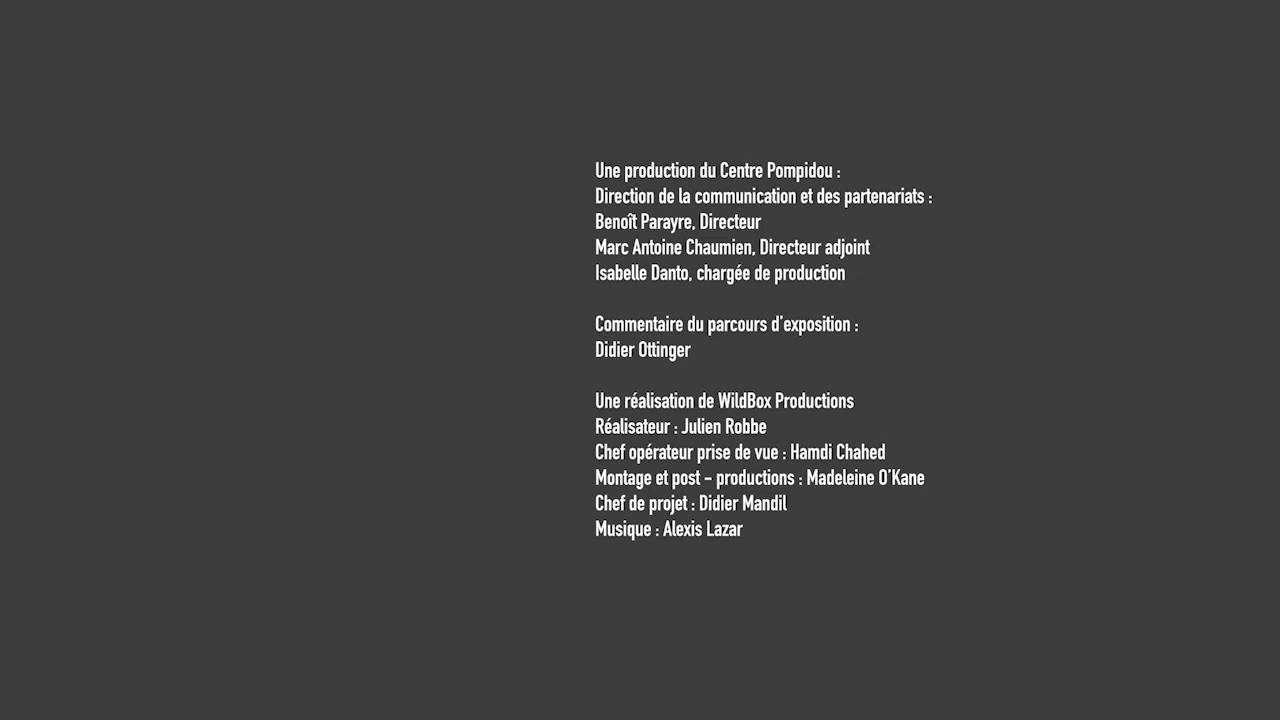 Une production du Centre Pompidou :
Direction de la communication et des partenariats :
Benoît Parayre, Directeur
Marc Antoine Chaumien, Directeur adjoint
Isabelle Danto, chargée de production
Commentaire du parcours d'exposition :
Didier Ottinger
Une réalisation de WildBox Productions
Réalisateur : Julien Robbe
Chef opérateur prise de vue : Hamdi Chahed
Montage et post - productions : Madeleine O'Kane
Chef de projet : Didier Mandil
Musique : Alexis Lazar